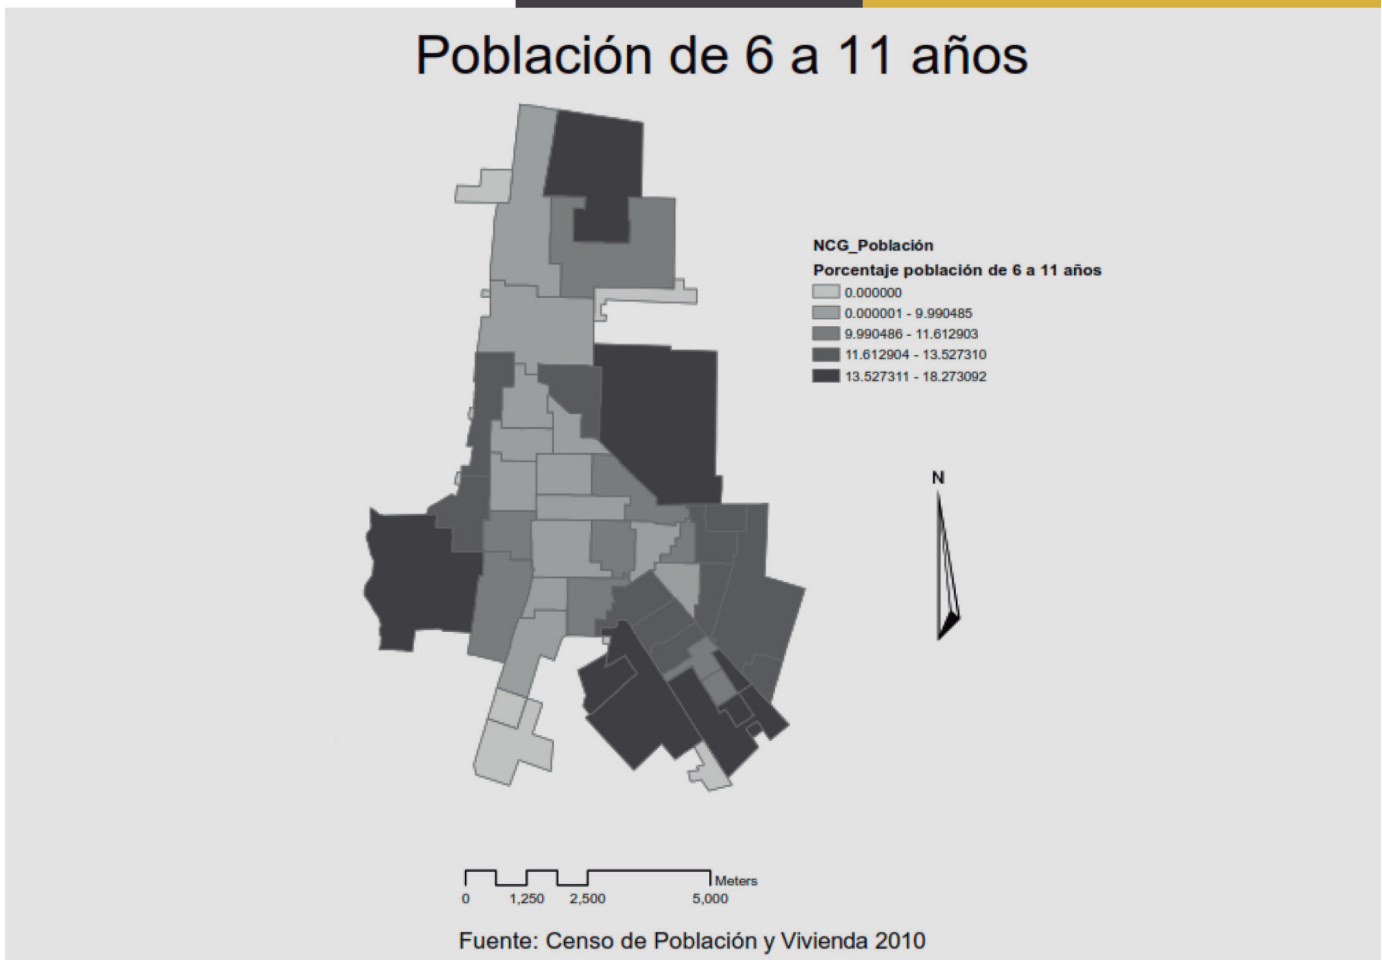 Población de 6 a 11 años
NCG_Población
Porcentaje población de 6 a 11 años
0.000000
0.000001 - 9.990485
9.990486 - 11.612903
11.612904 - 13.527310
13.527311 - 18.273092
N
Meters
0 1,250 2,500 5,000
Fuente: Censo de Población y Vivienda 2010